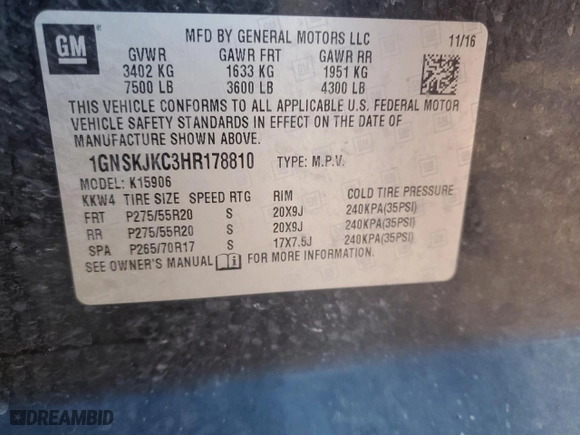 GM
MFD BY GENERAL MOTORS LLC
11/16
GVWR GAWR FRT GAWR RR
3402 KG 1633 KG 1951 KG
7500 LB 3600 LB 4300 LB
THIS VEHICLE CONFORMS TO ALL APPLICABLE U.S. FEDERAL MOTOR
VEHICLE SAFETY STANDARDS IN EFFECT ON THE DATE OF
MANUFACTURE SHOWN ABOVE.
1GNSKJKC3HR178810 TYPE: M.P.V.
MODEL: K15906
KKW4 TIRE SIZE SPEED RTG RIM COLD TIRE PRESSURE
FRT P275/55R20 S 20X9J 240KPA(35PSI)
RR P275/55R20 S 20X9J 240KPA(35PSI)
SPA P265/70R17 S 17X7.5J 240KPA(35PSI)
SEE OWNER'S MANUAL i FOR MORE INFORMATION.
DREAMBID